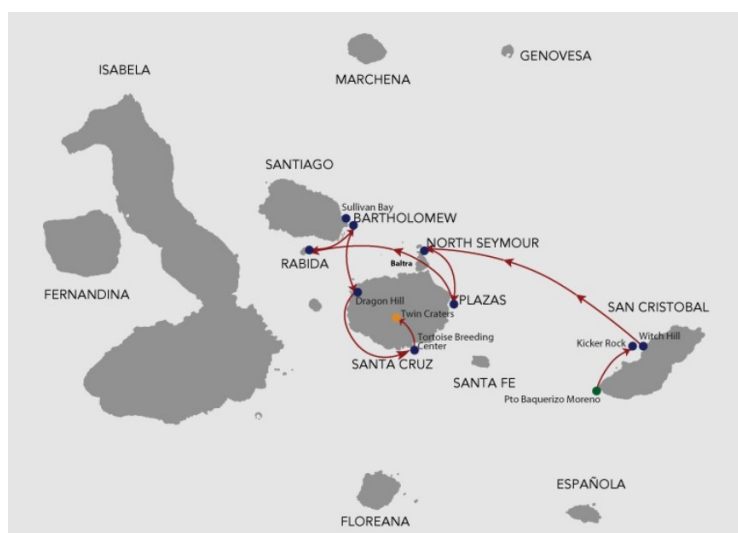 GENOVESA
ISABELA
MARCHENA
SANTIAGO
Sullivan Bay
BARTHOLOMEW
NORTH SEYMOUR
RABIDA
Baltra
FERNANDINA
Dragon Hill
PLAZAS
SAN CRISTOBAL
Twin Craters
Tortoise Breeding
Center
Kicker Rock
Witch Hill
SANTA CRUZ
SANTA FE
Pto Baquerizo Moreno
ESPAÑOLA
FLOREANA